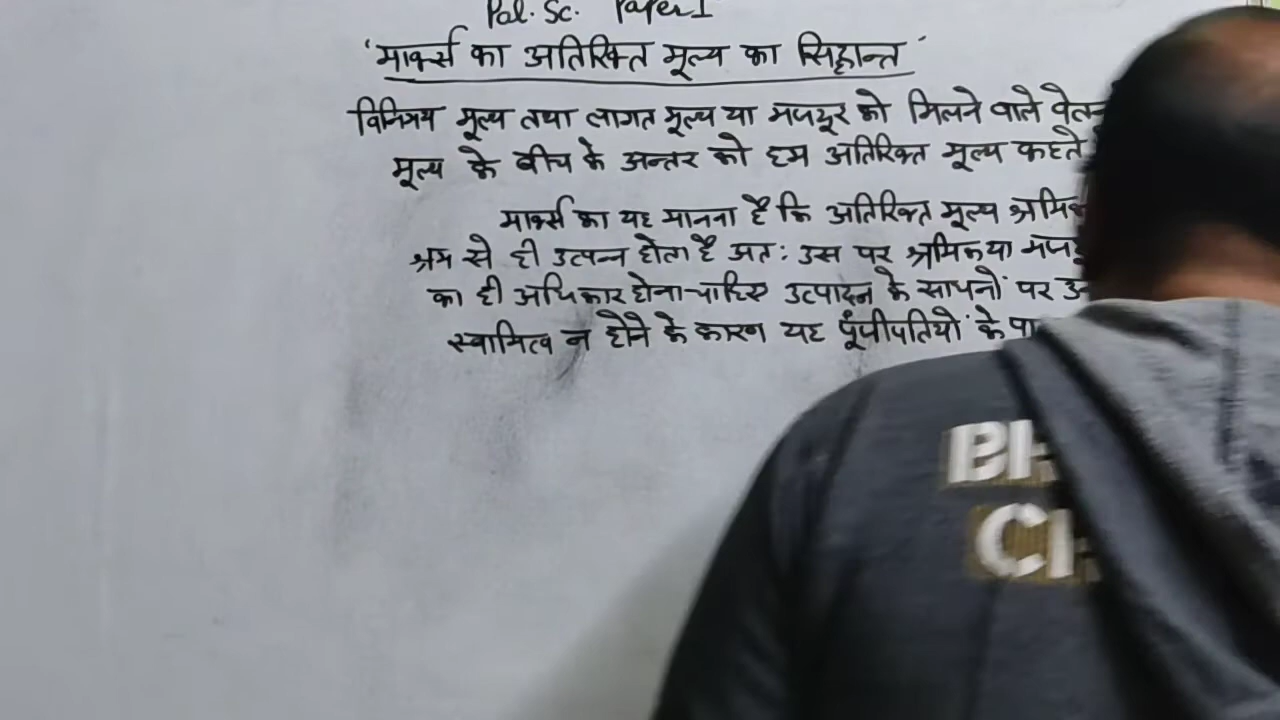 Pol. Sc. Paper I
'मार्क्स का अतिरिक्त मूल्य का सिद्धान्त'
विनिमय मूल्य तथा लागत मूल्य या मजदूर को मिलने वाले
मूल्य के बीच के अन्तर को हम अतिरिक्त मूल्य कहते
मार्क्स का यह मानना है कि अतिरिक्त मूल्य
श्रम से ही उत्पन्न होता है अत: उस पर श्रमिक या
का ही अधिकार होना चाहिए उत्पादन के साधनों पर
स्वामित्व न होने के कारण यह पूंजीपतियों के